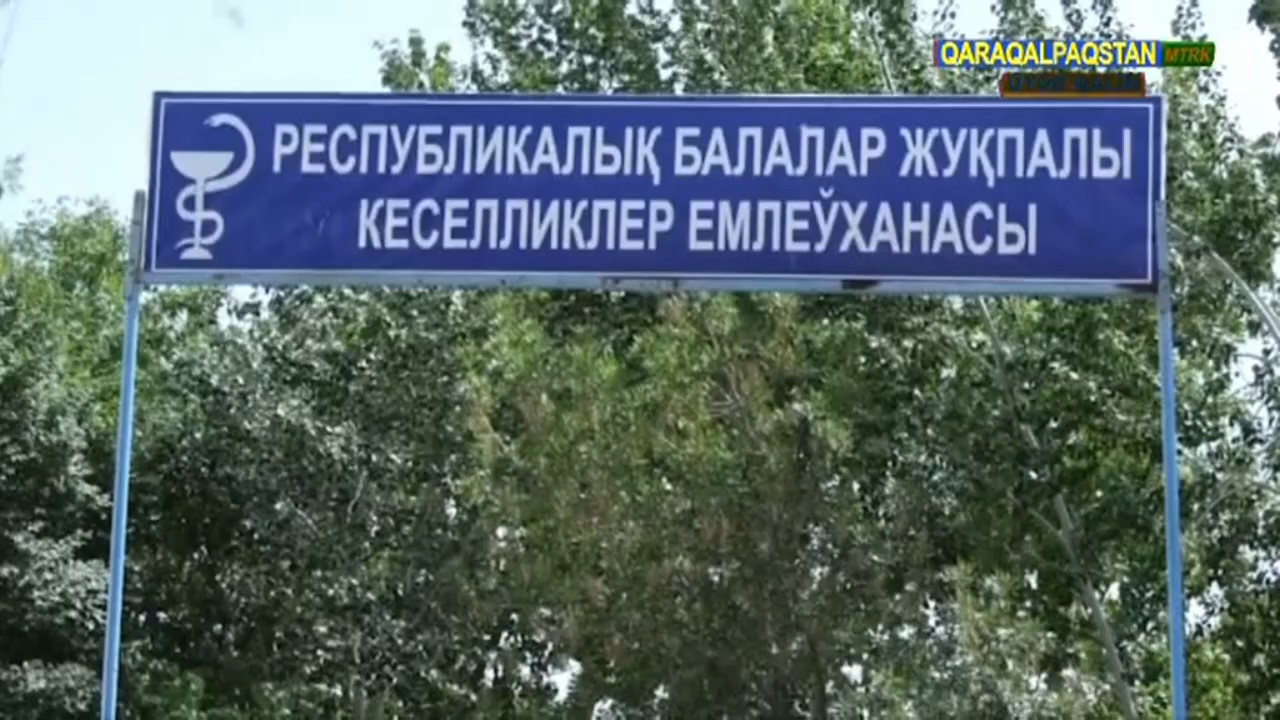 QARAQALPAQSTAN MTRK
РЕСПУБЛИКАЛЫҚ БАЛАЛАР ЖУҚПАЛЫ
КЕСЕЛЛИКЛЕР ЕМЛЕЎХАНАСЫ